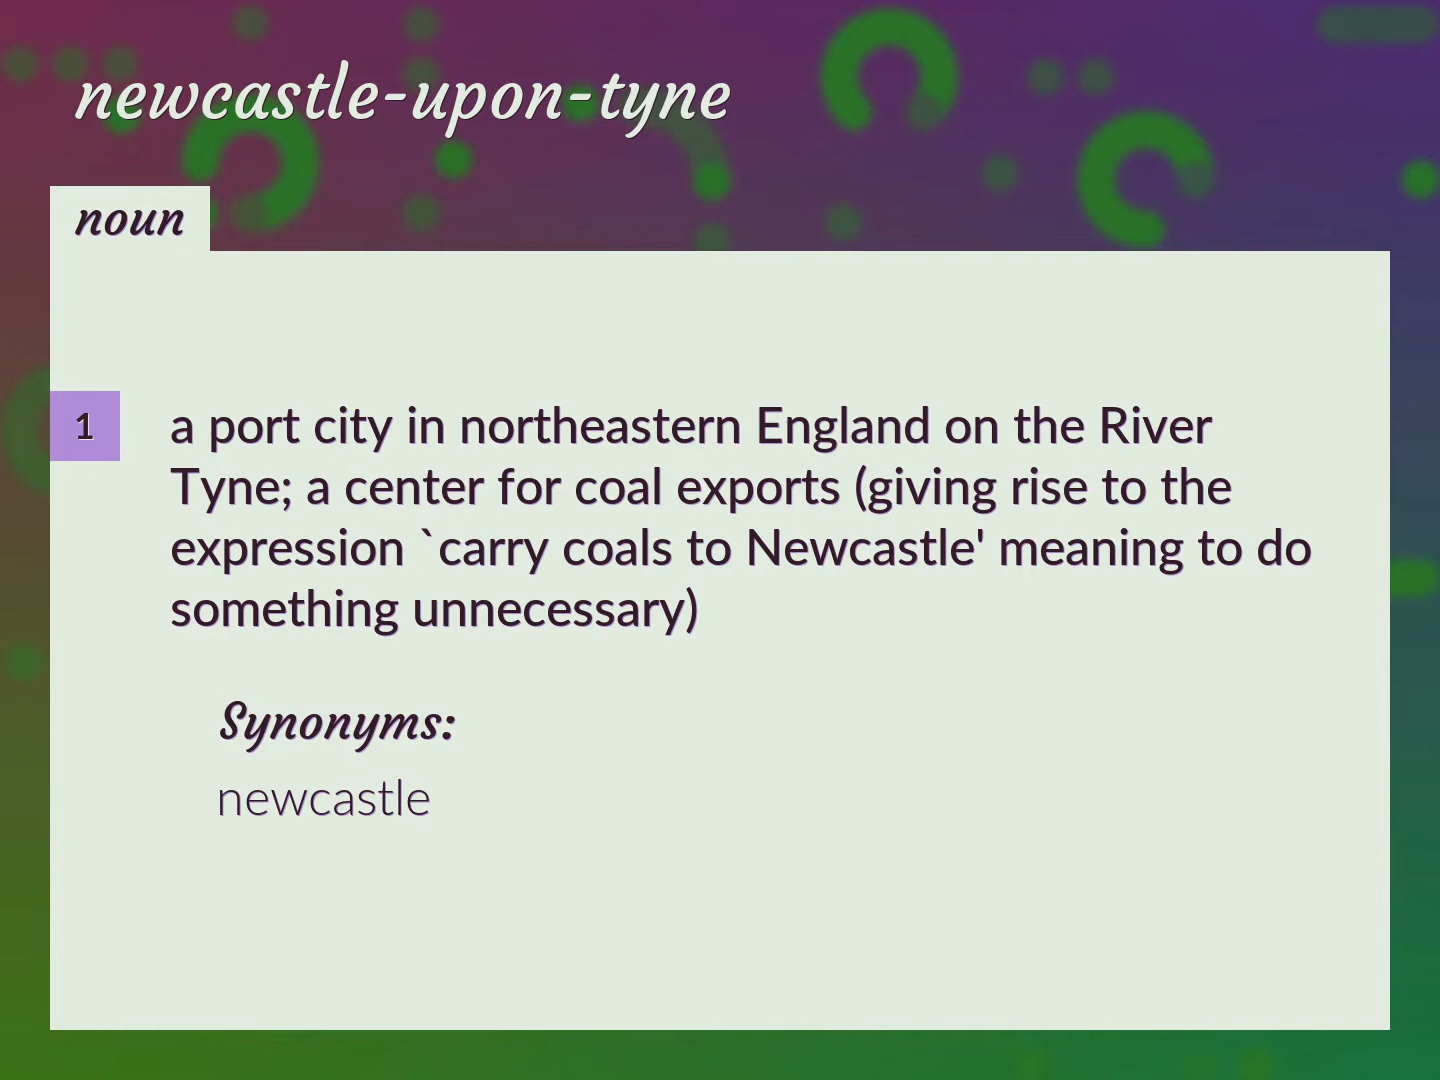 newcastle-upon-tyne
noun
1
a port city in northeastern England on the River
Tyne; a center for coal exports (giving rise to the
expression `carry coals to Newcastle' meaning to do
something unnecessary)
Synonyms:
newcastle